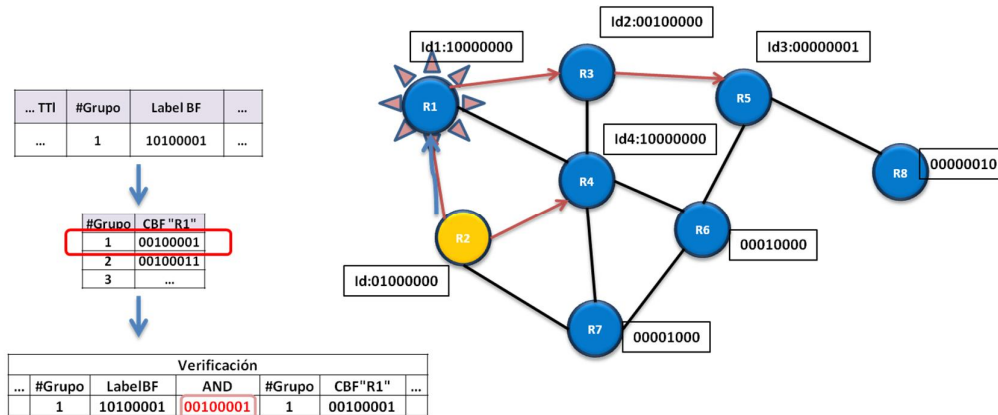 ... TTl #Grupo Label BF ...
... 1 10100001 ...
#Grupo CBF "R1"
1 00100001
2 00100011
3 ...
Verificación
... #Grupo LabelBF AND #Grupo CBF"R1" ...
1 10100001 00100001 1 00100001
Id2:00100000
Id1:10000000
Id3:00000001
R3
R1
R5
Id4:10000000
R4
R8
00000010
R2
R6
00010000
Id:01000000
R7
00001000